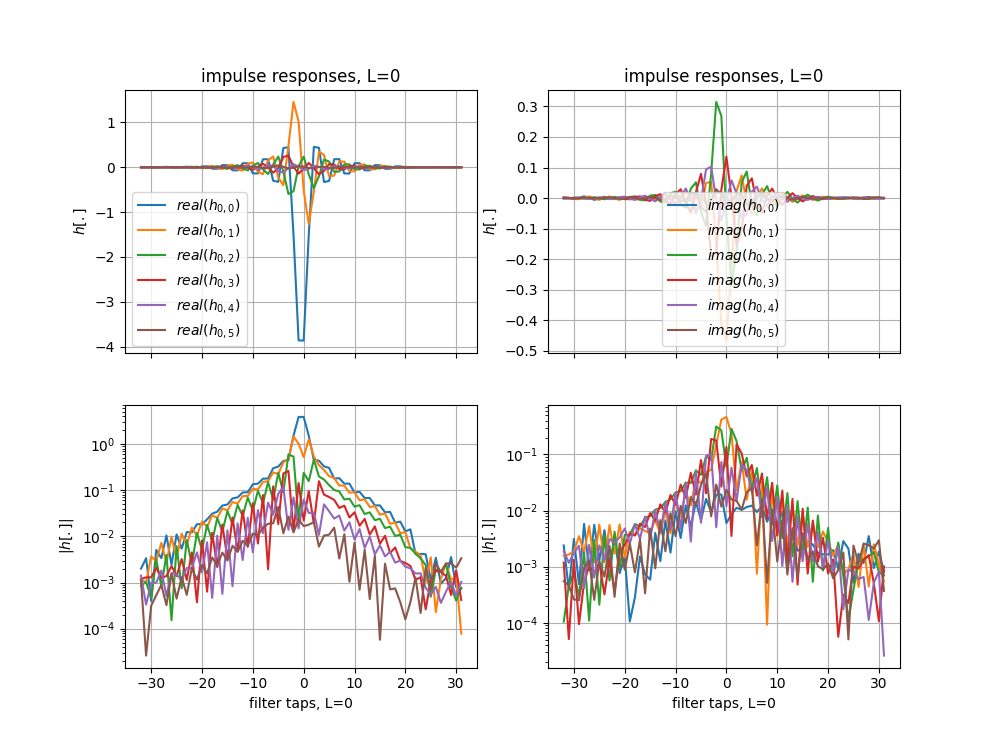 impulse responses, L=0
impulse responses, L=0
h[.]
1
0
−1
−2
−3
−4
real(h0,0)
real(h0,1)
real(h0,2)
real(h0,3)
real(h0,4)
real(h0,5)
h[.]
0.3
0.2
0.1
0.0
−0.1
−0.2
−0.3
−0.4
−0.5
imag(h0,0)
imag(h0,1)
imag(h0,2)
imag(h0,3)
imag(h0,4)
imag(h0,5)
|h[.]|
10⁰
10⁻¹
10⁻²
10⁻³
10⁻⁴
−30 −20 −10 0 10 20 30
filter taps, L=0
|h[.]|
10⁻¹
10⁻²
10⁻³
10⁻⁴
−30 −20 −10 0 10 20 30
filter taps, L=0